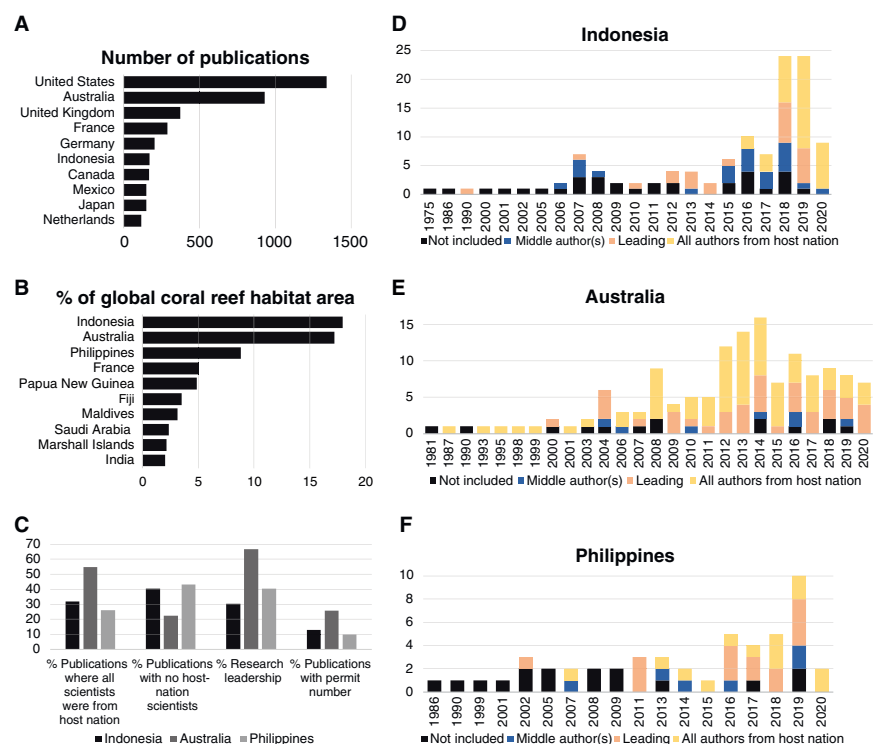 A
Number of publications
United States
Australia
United Kingdom
France
Germany
Indonesia
Canada
Mexico
Japan
Netherlands
0 500 1000 1500
B
% of global coral reef habitat area
Indonesia
Australia
Philippines
France
Papua New Guinea
Fiji
Maldives
Saudi Arabia
Marshall Islands
India
0 5 10 15 20
C
70
60
50
40
30
20
10
0
% Publications where all scientists were from host nation
% Publications with no host-nation scientists
% Research leadership
% Publications with permit number
Indonesia Australia Philippines
D
Indonesia
25
20
15
10
5
0
1975 1986 1990 2000 2001 2002 2005 2006 2007 2008 2009 2010 2011 2012 2013 2014 2015 2016 2017 2018 2019 2020
Not included Middle author(s) Leading All authors from host nation
E
Australia
15
10
5
0
1981 1987 1990 1993 1995 1998 1999 2000 2001 2003 2004 2006 2007 2008 2009 2010 2011 2012 2013 2014 2015 2016 2017 2018 2019 2020
Not included Middle author(s) Leading All authors from host nation
F
Philippines
10
8
6
4
2
0
1986 1990 1999 2001 2002 2005 2007 2008 2009 2011 2013 2014 2015 2016 2017 2018 2019 2020
Not included Middle author(s) Leading All authors from host nation